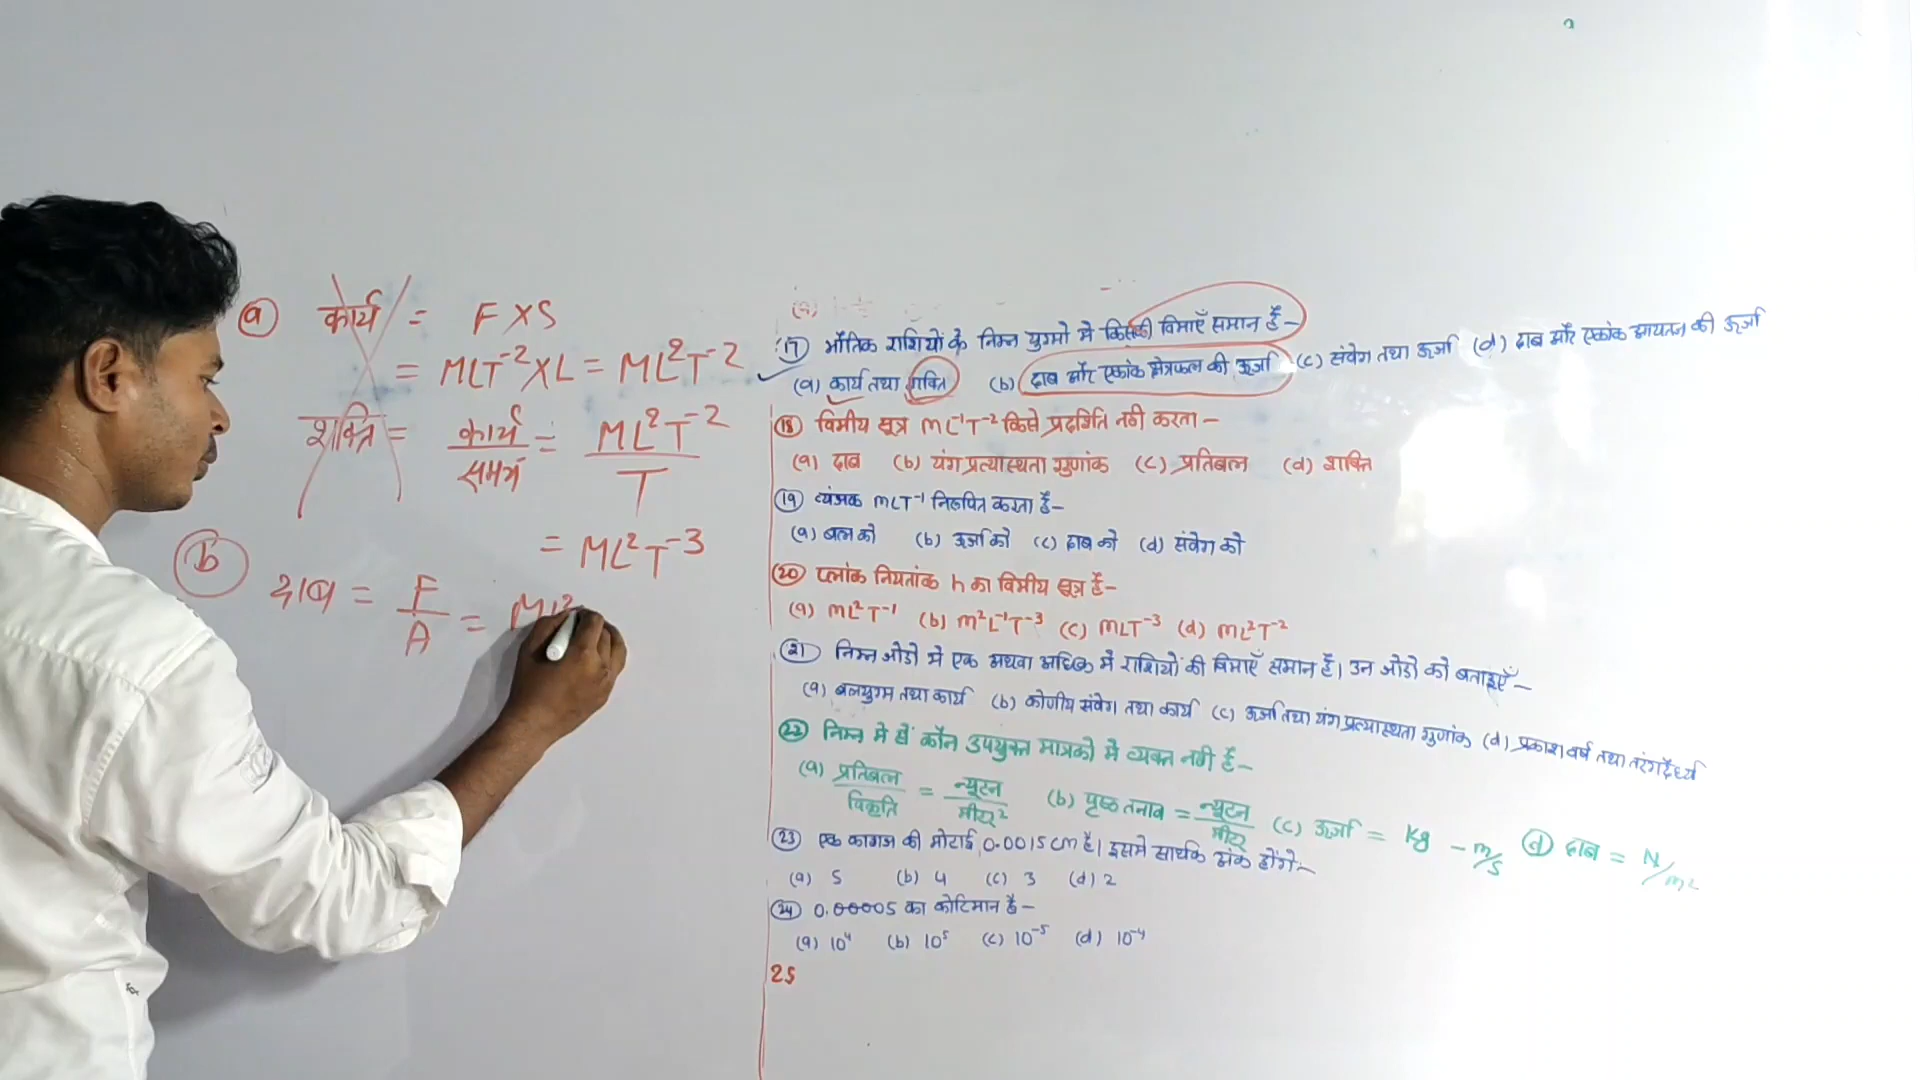 (a) कार्य = F X S
= MLT⁻² X L = ML²T⁻²
शक्ति = कार्य/समय = ML²T⁻²/T
= ML²T⁻³
(b) दाब = F/A = ML²
(17) भौतिक राशियों के निम्न युग्मो मे किसकी विमाएँ समान हैं-
(a) कार्य तथा शक्ति (b) दाब और एकांक क्षेत्रफल की ऊर्जा (c) संवेग तथा ऊर्जा (d) दाब और एकांक आयतन की ऊर्जा
(18) विमीय सूत्र ML⁻¹T⁻² किसे प्रदर्शित नही करता -
(a) दाब (b) यंग प्रत्यास्थता गुणांक (c) प्रतिबल (d) शक्ति
(19) व्यंजक MLT⁻¹ निरूपित करता हैं-
(a) बल को (b) ऊर्जा को (c) दाब को (d) संवेग को
(20) प्लांक नियतांक h का विमीय सूत्र हैं-
(a) ML²T⁻¹ (b) M²L⁻¹T⁻³ (c) MLT⁻³ (d) ML²T⁻²
(21) निम्न जोडो मे एक अथवा अधिक मे राशियों की विमाएँ समान हैं। उन जोडो को बताइएँ-
(a) बलयुग्म तथा कार्य (b) कोणीय संवेग तथा कार्य (c) ऊर्जा तथा यंग प्रत्यास्थता गुणांक (d) प्रकाश वर्ष तथा तरंगदैर्ध्य
(22) निम्न मे से कौन उपयुक्त मात्रको मे व्यक्त नही हैं-
(a) प्रतिबल/विकृति = न्यूटन/मीटर² (b) पृष्ठ तनाव = न्यूटन/मीटर (c) ऊर्जा = Kg - m/s (d) दाब = N/m²
(23) एक कागज की मोटाई 0.0015 cm हैं। इसमे सार्थक अंक होंगे-
(a) 5 (b) 4 (c) 3 (d) 2
(24) 0.00005 का कोटिमान हैं-
(a) 10⁴ (b) 10⁵ (c) 10⁻⁵ (d) 10⁻⁴
25